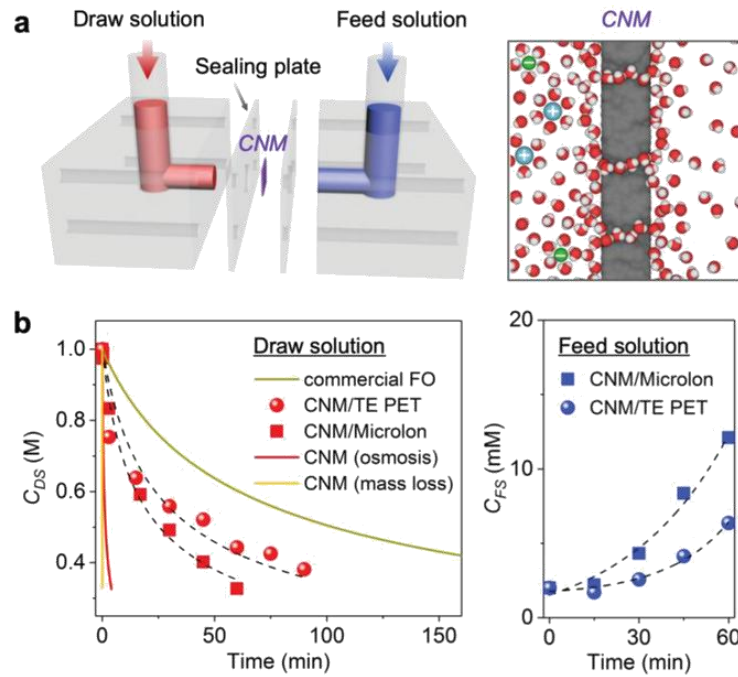 a
Draw solution
Feed solution
CNM
Sealing plate
CNM
b
Draw solution
commercial FO
CNM/TE PET
CNM/Microlon
CNM (osmosis)
CNM (mass loss)
1.0
0.8
0.6
0.4
C_DS (M)
0
50
100
150
Time (min)
Feed solution
CNM/Microlon
CNM/TE PET
20
10
0
C_FS (mM)
0
30
60
Time (min)